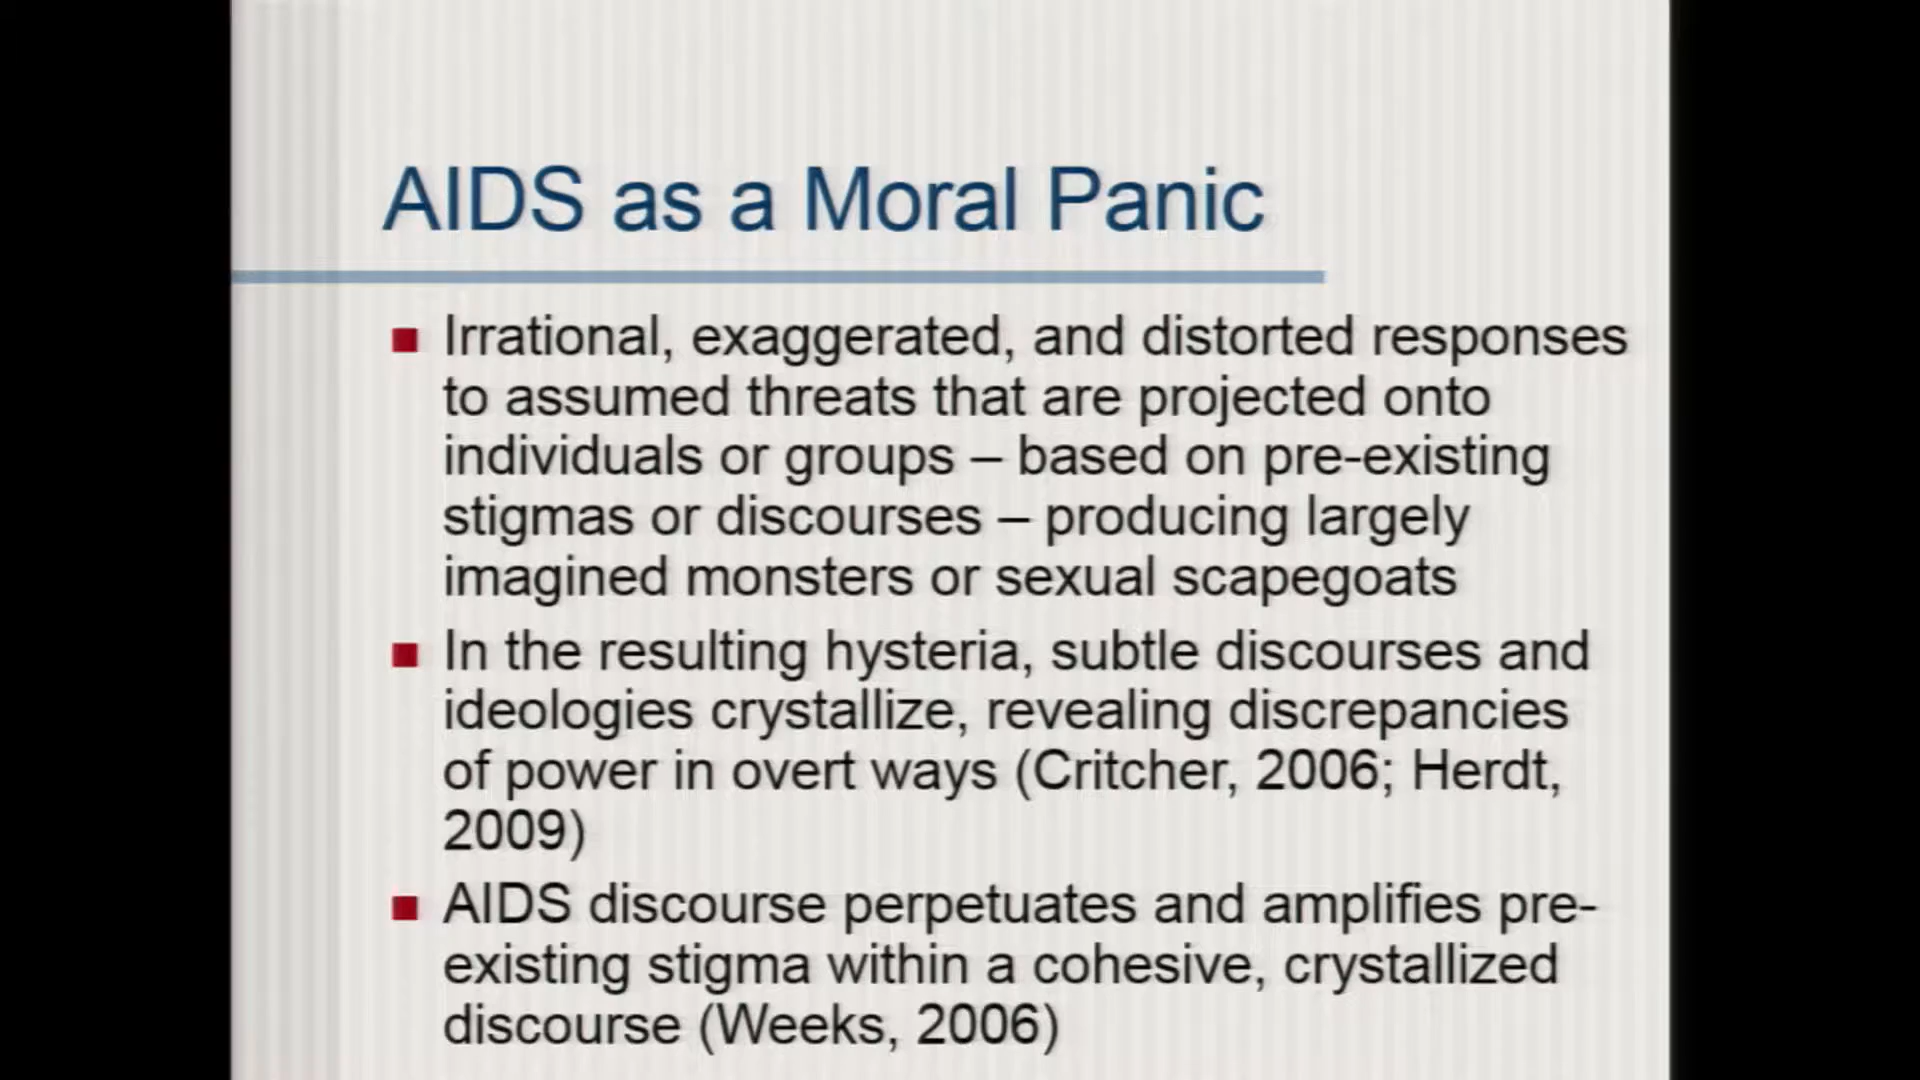 AIDS as a Moral Panic
Irrational, exaggerated, and distorted responses
to assumed threats that are projected onto
individuals or groups – based on pre-existing
stigmas or discourses – producing largely
imagined monsters or sexual scapegoats
In the resulting hysteria, subtle discourses and
ideologies crystallize, revealing discrepancies
of power in overt ways (Critcher, 2006; Herdt,
2009)
AIDS discourse perpetuates and amplifies pre-
existing stigma within a cohesive, crystallized
discourse (Weeks, 2006)